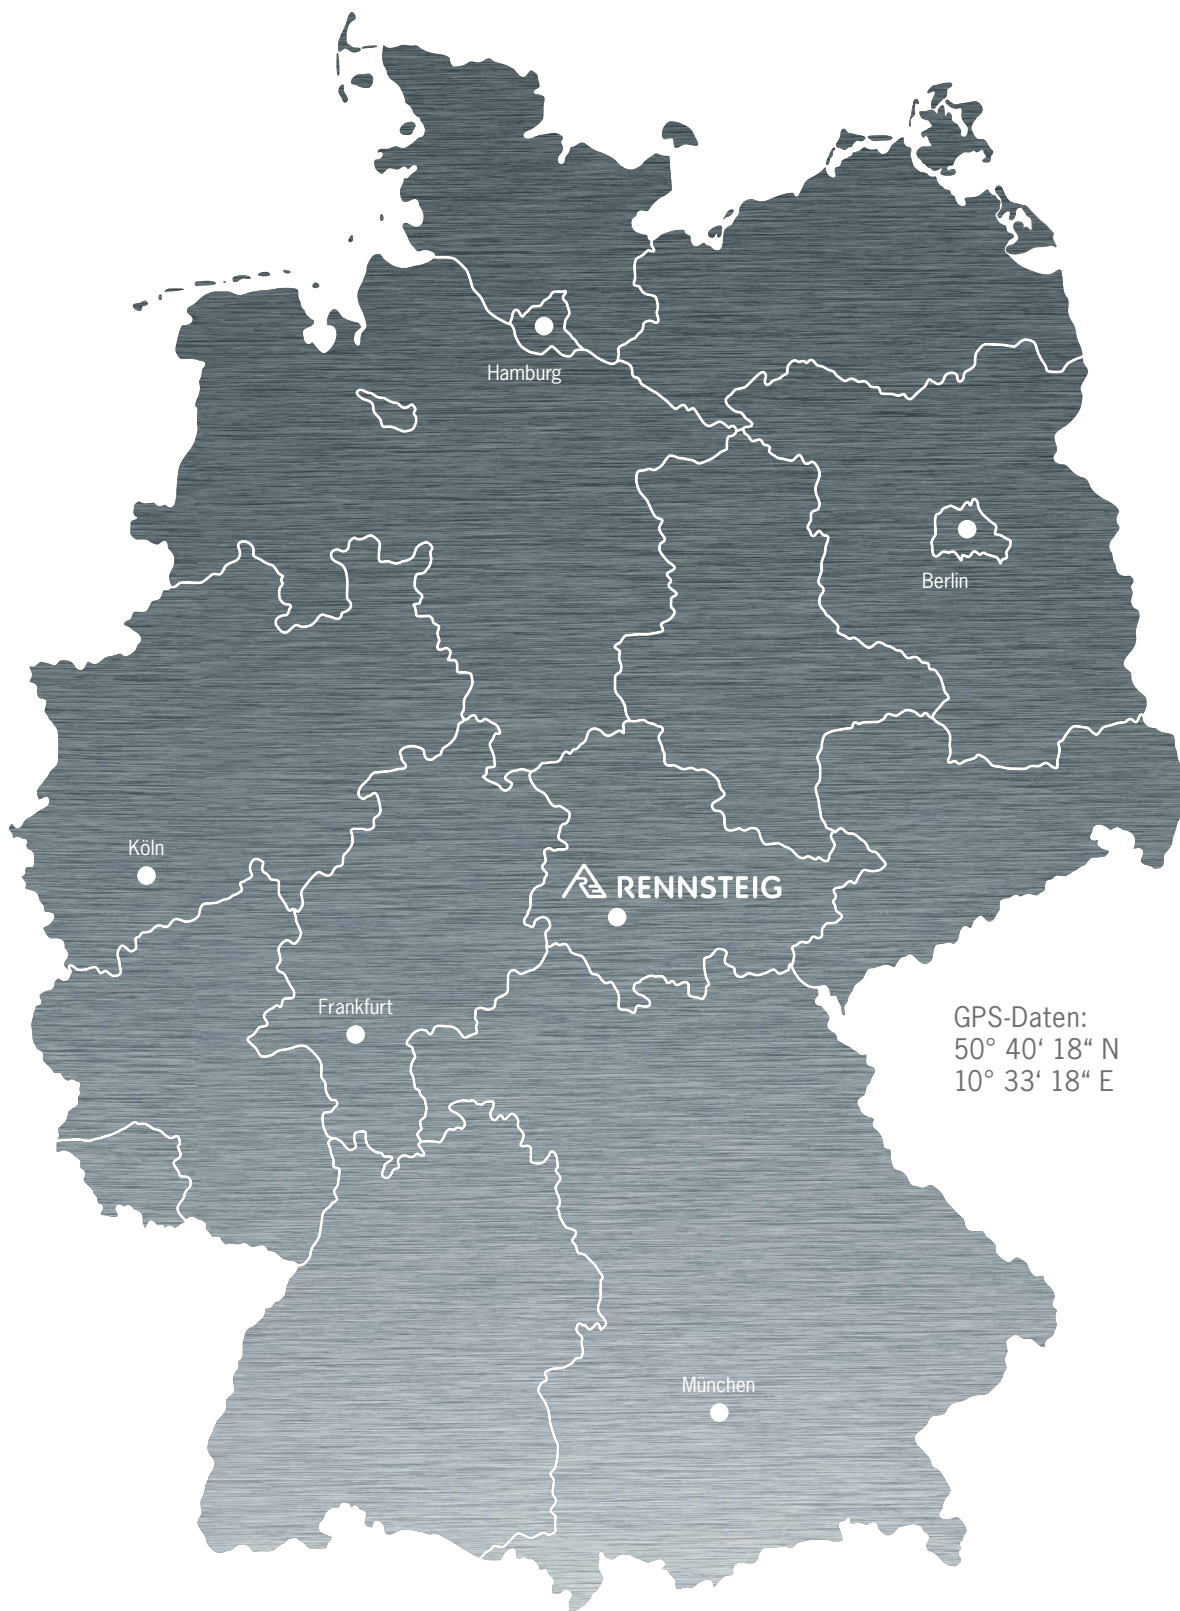 Hamburg
Berlin
Köln
RENNSTEIG
Frankfurt
GPS-Daten:
50° 40‘ 18“ N
10° 33‘ 18“ E
München